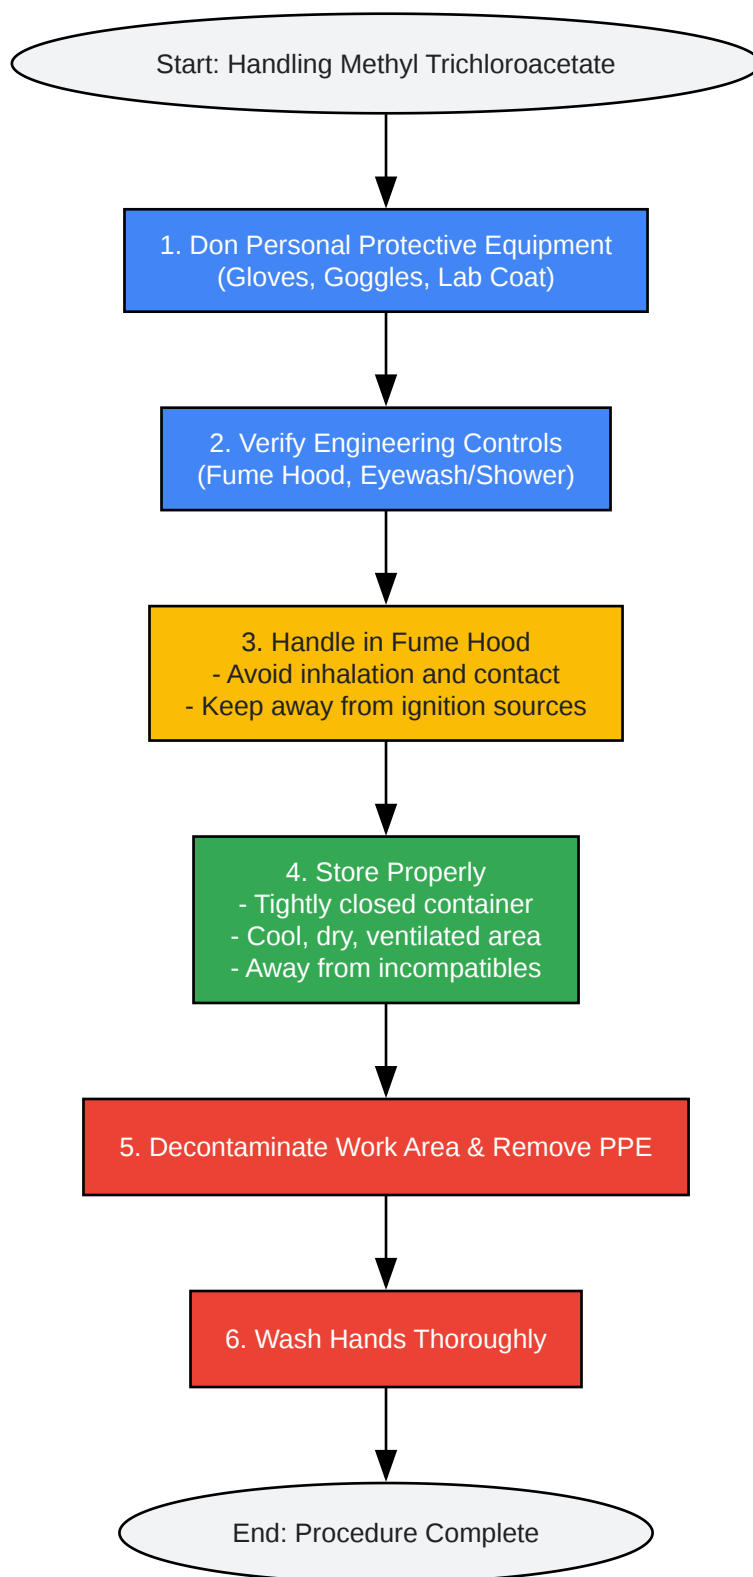 Start: Handling Methyl Trichloroacetate
1. Don Personal Protective Equipment
(Gloves, Goggles, Lab Coat)
2. Verify Engineering Controls
(Fume Hood, Eyewash/Shower)
3. Handle in Fume Hood
- Avoid inhalation and contact
- Keep away from ignition sources
4. Store Properly
- Tightly closed container
- Cool, dry, ventilated area
- Away from incompatibles
5. Decontaminate Work Area & Remove PPE
6. Wash Hands Thoroughly
End: Procedure Complete